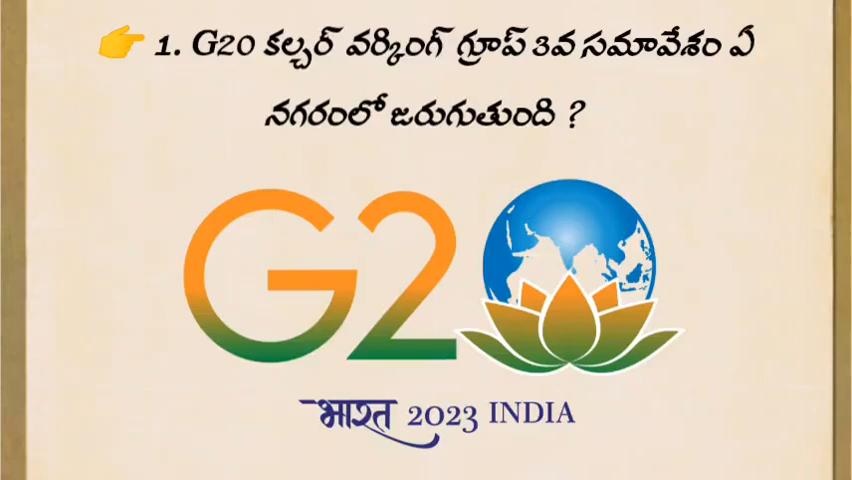 👉 1. G20 కల్చర్ వర్కింగ్ గ్రూప్ 3వ సమావేశం ఏ
నగరంలో జరుగుతుంది ?
G20
भारत 2023 INDIA